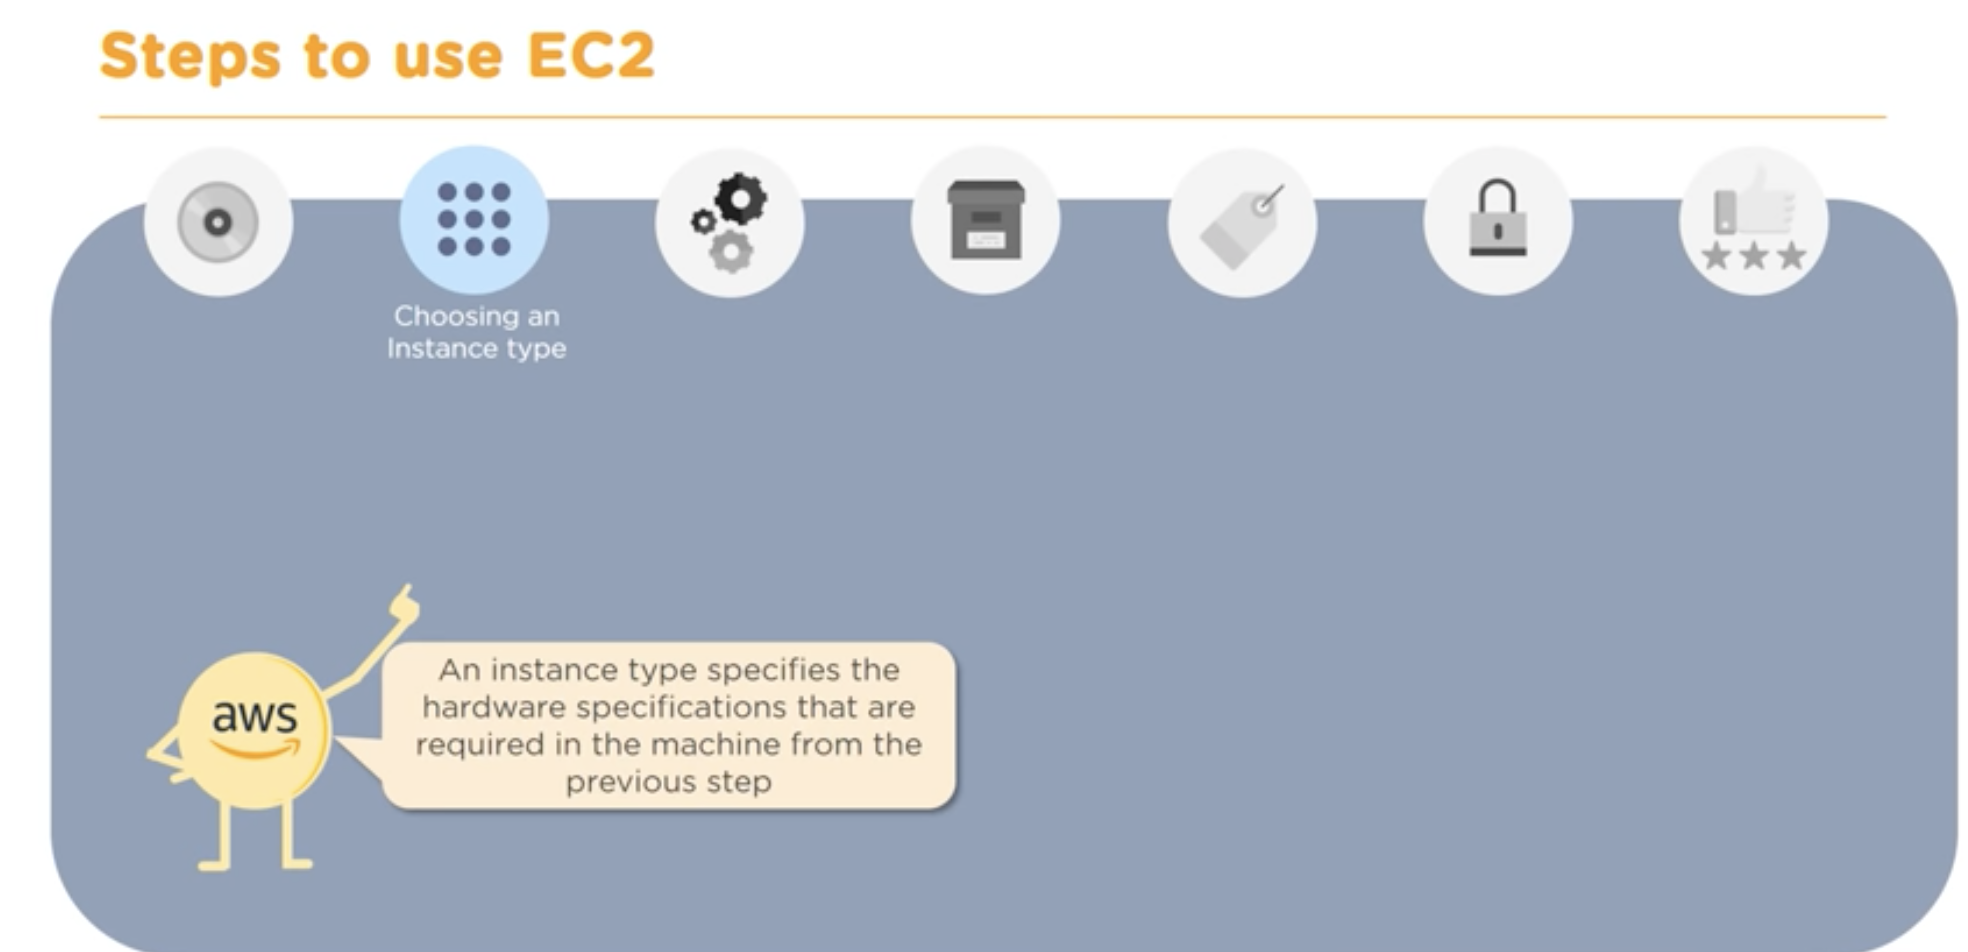 Steps to use EC2
Choosing an
Instance type
aws
An instance type specifies the
hardware specifications that are
required in the machine from the
previous step